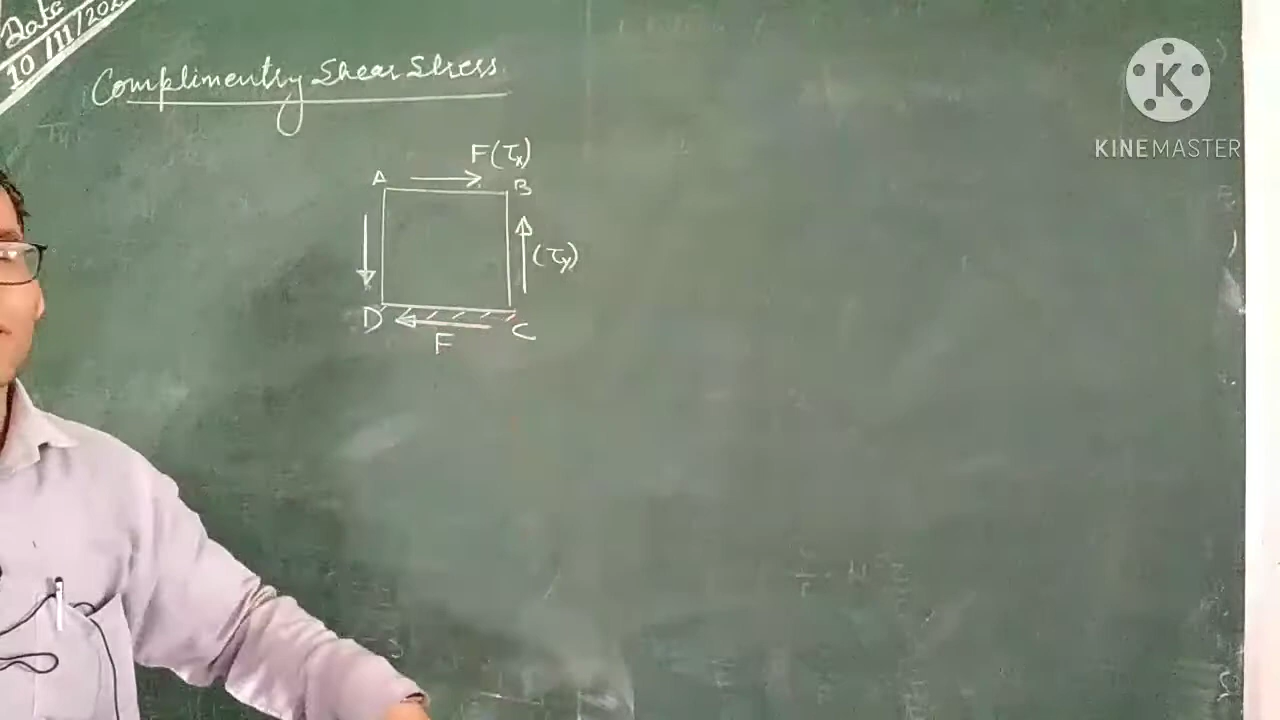 Date
10/11/202
Complimentry Shear Stress
F(τx)
A
B
(τy)
D
C
F
K
KINEMASTER